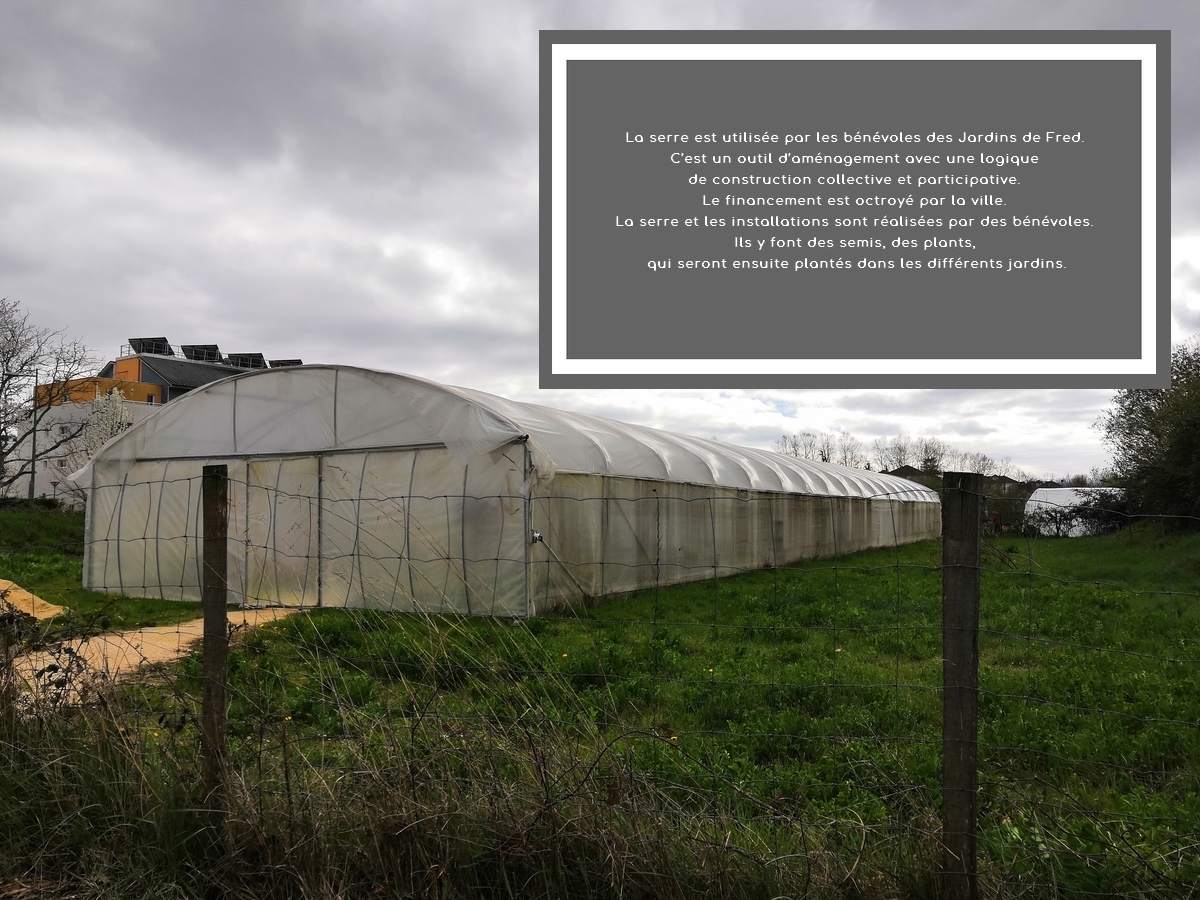 La serre est utilisée par les bénévoles des Jardins de Fred.
C'est un outil d'aménagement avec une logique
de construction collective et participative.
Le financement est octroyé par la ville.
La serre et les installations sont réalisées par des bénévoles.
Ils y font des semis, des plants,
qui seront ensuite plantés dans les différents jardins.